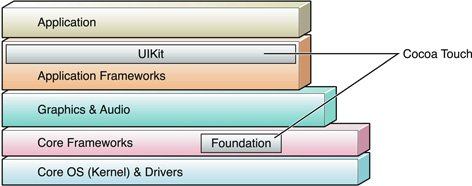 Application
UIKit
Cocoa Touch
Application Frameworks
Graphics & Audio
Core Frameworks
Foundation
Core OS (Kernel) & Drivers